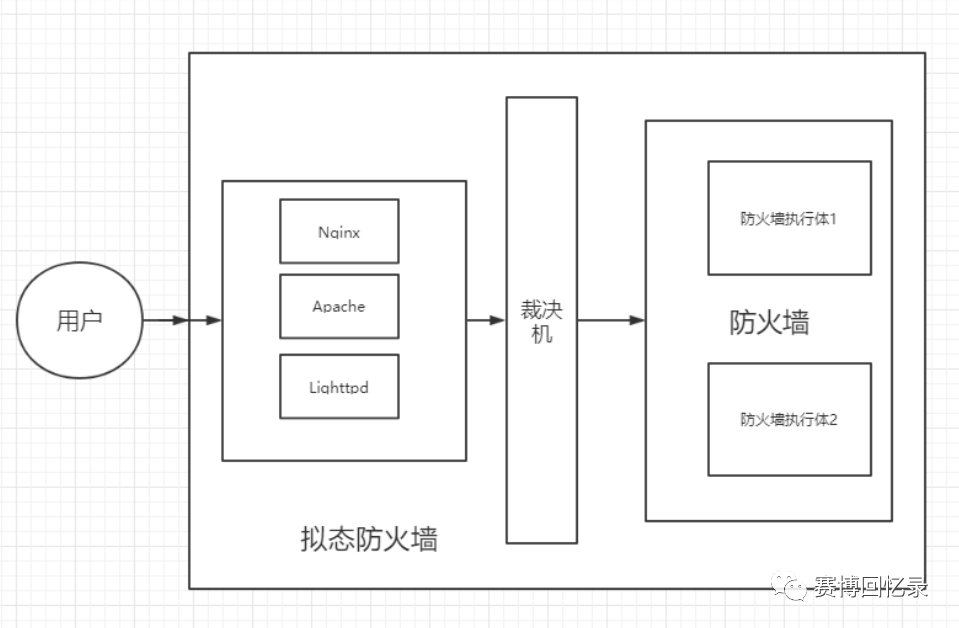 用户
Nginx
Apache
Lighttpd
拟态防火墙
裁决
机
防火墙执行体1
防火墙
防火墙执行体2
赛博回忆录